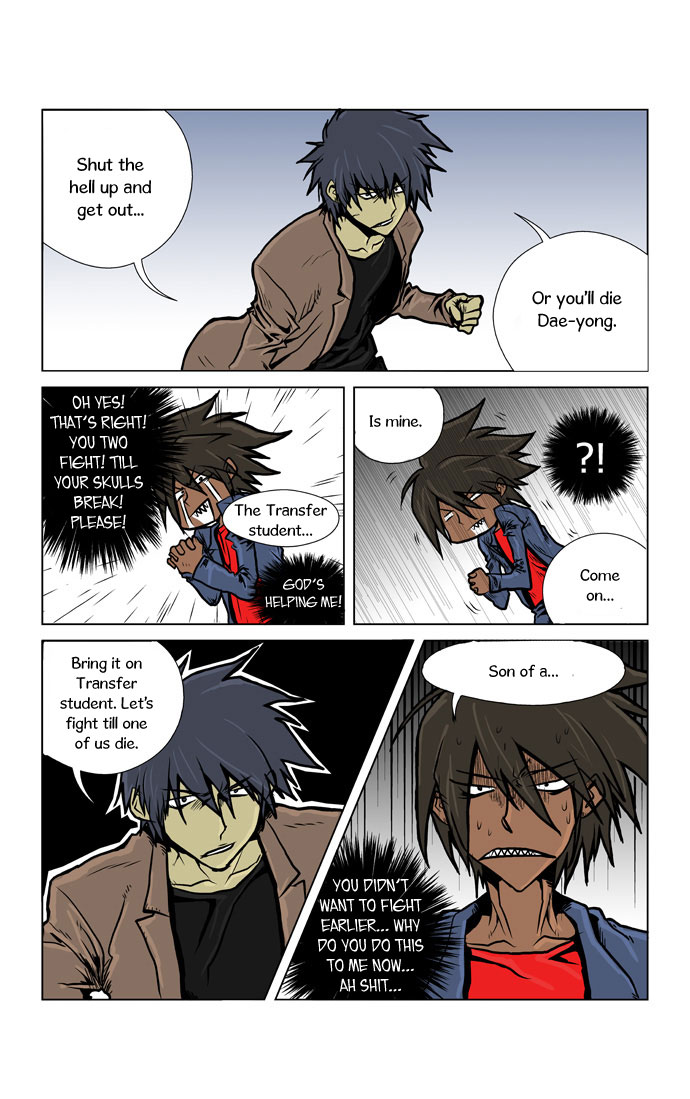 Shut the
hell up and
get out...
Or you'll die
Dae-yong.
OH YES!
THAT'S RIGHT!
YOU TWO
FIGHT! TILL
YOUR SKULLS
BREAK!
PLEASE!
The Transfer
student...
GOD'S
HELPING ME!
Is mine.
?!
Come
on...
Bring it on
Transfer
student. Let's
fight till one
of us die.
Son of a...
YOU DIDN'T
WANT TO FIGHT
EARLIER... WHY
DO YOU DO THIS
TO ME NOW...
AH SHIT...